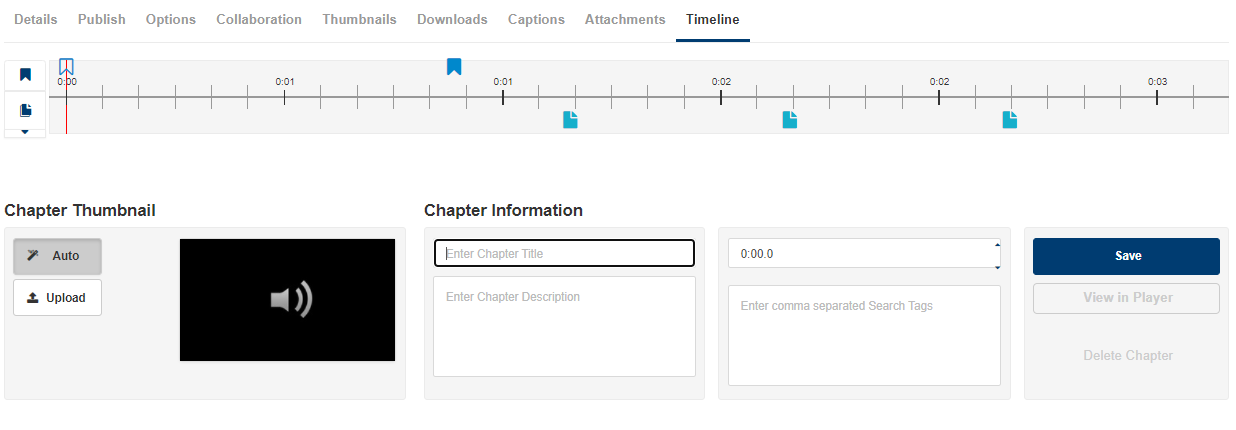 Details Publish Options Collaboration Thumbnails Downloads Captions Attachments Timeline
0:00 0:01 0:01 0:02 0:02 0:03
Chapter Thumbnail
Auto
Upload
Chapter Information
Enter Chapter Title
Enter Chapter Description
0:00.0
Enter comma separated Search Tags
Save
View in Player
Delete Chapter